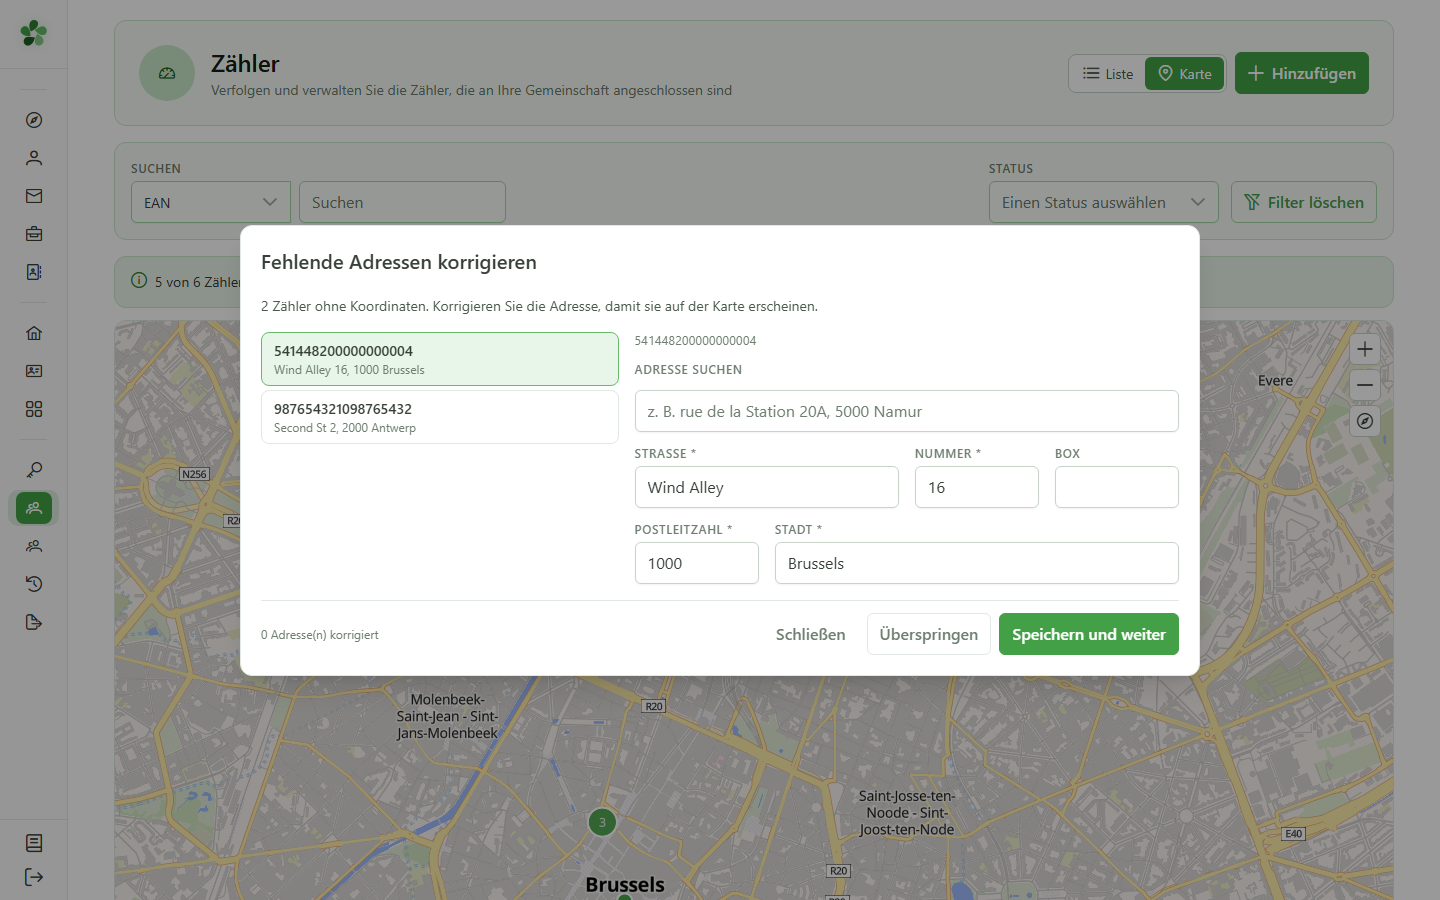 Zähler
Verfolgen und verwalten Sie die Zähler, die an Ihre Gemeinschaft angeschlossen sind
Liste
Karte
Hinzufügen
SUCHEN
EAN
Suchen
STATUS
Einen Status auswählen
Filter löschen
5 von 6 Zähler
Fehlende Adressen korrigieren
2 Zähler ohne Koordinaten. Korrigieren Sie die Adresse, damit sie auf der Karte erscheinen.
541448200000000004
Wind Alley 16, 1000 Brussels
987654321098765432
Second St 2, 2000 Antwerp
541448200000000004
ADRESSE SUCHEN
z. B. rue de la Station 20A, 5000 Namur
STRASSE *
Wind Alley
NUMMER *
16
BOX
POSTLEITZAHL *
1000
STADT *
Brussels
0 Adresse(n) korrigiert
Schließen
Überspringen
Speichern und weiter
Evere
N256
R20
Molenbeek-
Saint-Jean - Sint-
Jans-Molenbeek
R20
Saint-Josse-ten-
Noode - Sint-
Joost-ten-Node
3
E40
R20
Brussels